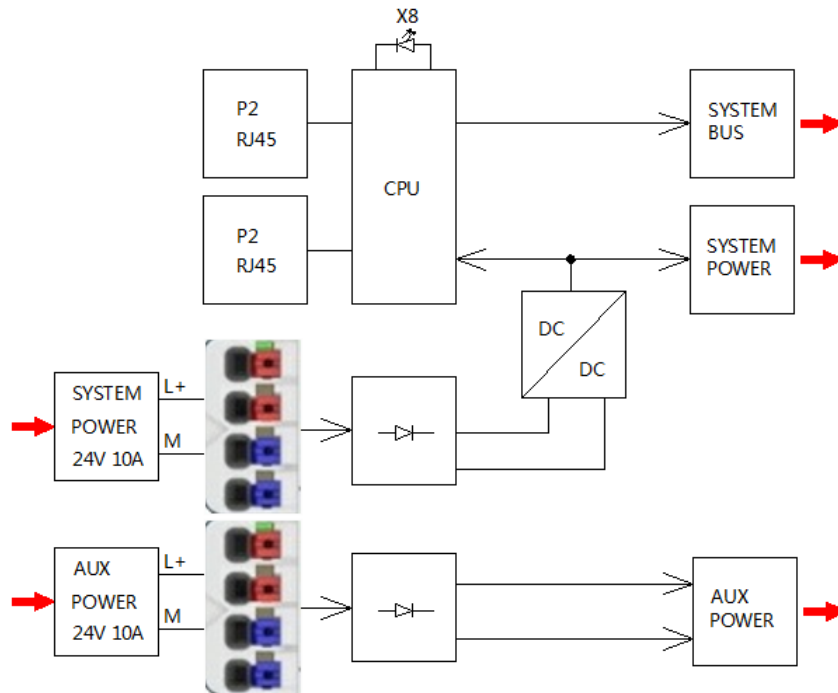 X8
P2
RJ45
CPU
SYSTEM
BUS
P2
RJ45
SYSTEM
POWER
DC
DC
SYSTEM
POWER
24V 10A
L+
M
AUX
POWER
24V 10A
L+
M
AUX
POWER